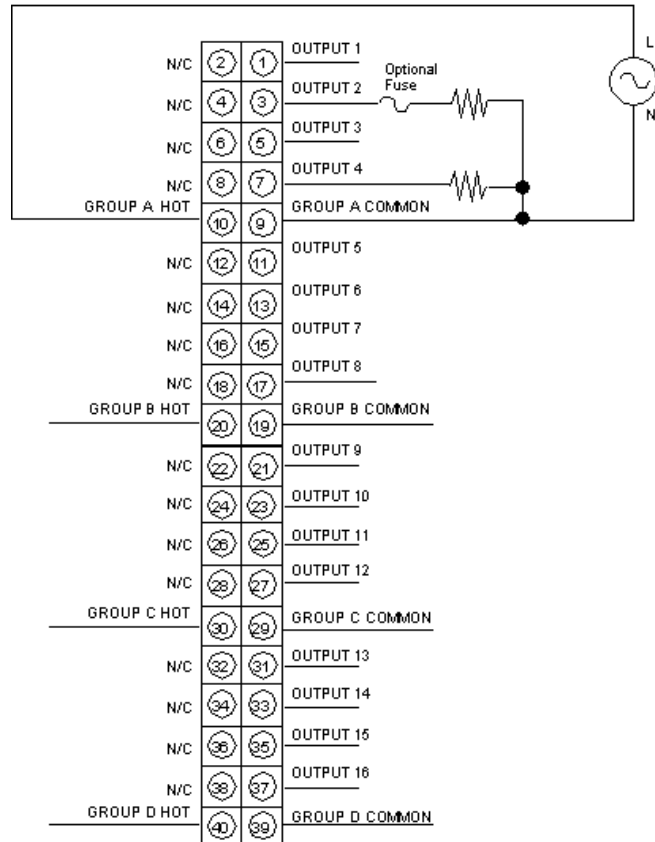 N/C 2 1 OUTPUT 1
L
N
N/C 4 3 OUTPUT 2
Optional
Fuse
N/C 6 5 OUTPUT 3
N/C 8 7 OUTPUT 4
GROUP A HOT 10 9 GROUP A COMMON
N/C 12 11 OUTPUT 5
N/C 14 13 OUTPUT 6
N/C 16 15 OUTPUT 7
N/C 18 17 OUTPUT 8
GROUP B HOT 20 19 GROUP B COMMON
N/C 22 21 OUTPUT 9
N/C 24 23 OUTPUT 10
N/C 26 25 OUTPUT 11
N/C 28 27 OUTPUT 12
GROUP C HOT 30 29 GROUP C COMMON
N/C 32 31 OUTPUT 13
N/C 34 33 OUTPUT 14
N/C 36 35 OUTPUT 15
N/C 38 37 OUTPUT 16
GROUP D HOT 40 39 GROUP D COMMON